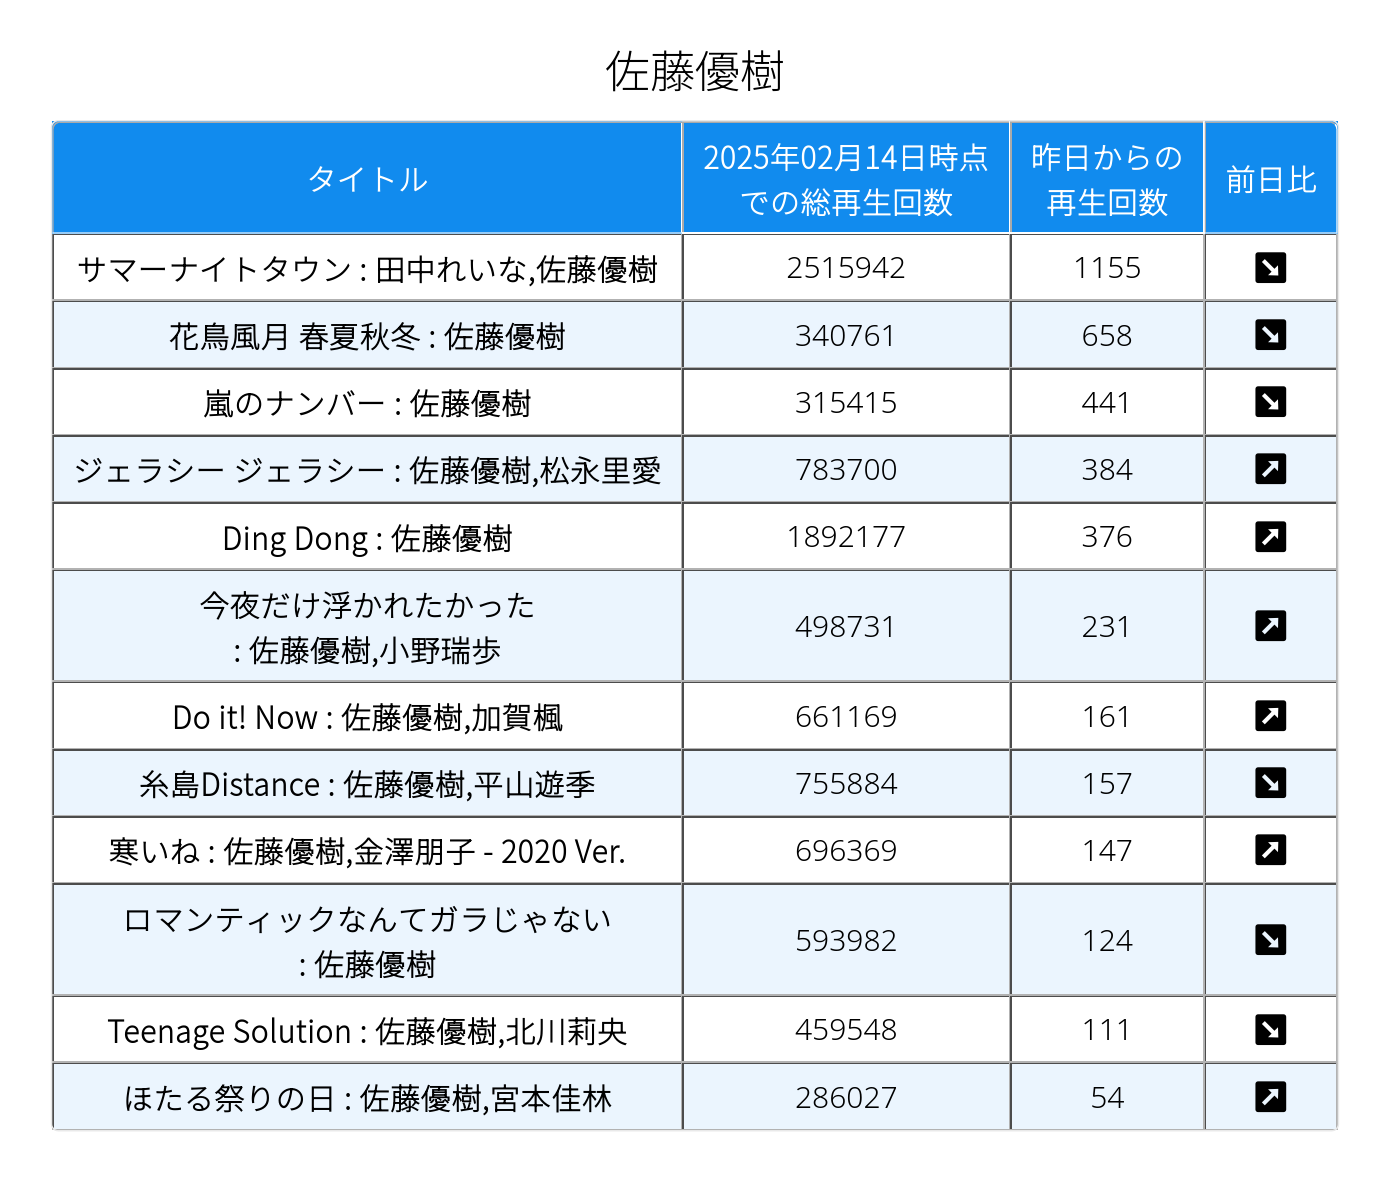 佐藤優樹
タイトル
2025年02月14日時点
での総再生回数
昨日からの
再生回数
前日比
サマーナイトタウン : 田中れいな,佐藤優樹 2515942 1155 ↘
花鳥風月 春夏秋冬 : 佐藤優樹 340761 658 ↘
嵐のナンバー : 佐藤優樹 315415 441 ↘
ジェラシー ジェラシー : 佐藤優樹,松永里愛 783700 384 ↗
Ding Dong : 佐藤優樹 1892177 376 ↗
今夜だけ浮かれたかった
: 佐藤優樹,小野瑞歩 498731 231 ↗
Do it! Now : 佐藤優樹,加賀楓 661169 161 ↗
糸島Distance : 佐藤優樹,平山遊季 755884 157 ↘
寒いね : 佐藤優樹,金澤朋子 - 2020 Ver. 696369 147 ↗
ロマンティックなんてガラじゃない
: 佐藤優樹 593982 124 ↘
Teenage Solution : 佐藤優樹,北川莉央 459548 111 ↘
ほたる祭りの日 : 佐藤優樹,宮本佳林 286027 54 ↗